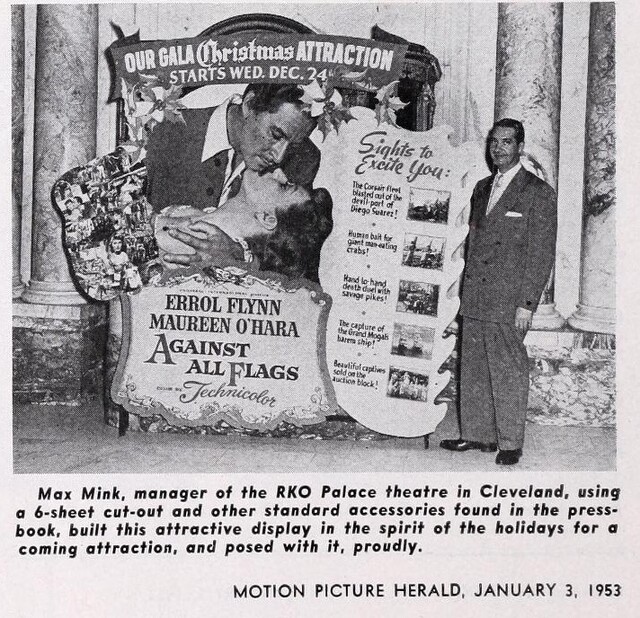 OUR GALA Christmas ATTRACTION
STARTS WED. DEC. 24
Sights to
Excite You:
The Corsair fleet
blasted out of the
devil-port of
Diego Suarez!
Human bait for
giant man-eating
crabs!
Hand-to-hand
death duel with
savage pikes!
The capture of
the Grand Mogal's
harem ship!
Beautiful captives
sold on the
auction block!
ERROL FLYNN
MAUREEN O'HARA
AGAINST
ALL FLAGS
Technicolor
Max Mink, manager of the RKO Palace theatre in Cleveland, using
a 6-sheet cut-out and other standard accessories found in the press-
book, built this attractive display in the spirit of the holidays for a
coming attraction, and posed with it, proudly.
MOTION PICTURE HERALD, JANUARY 3, 1953